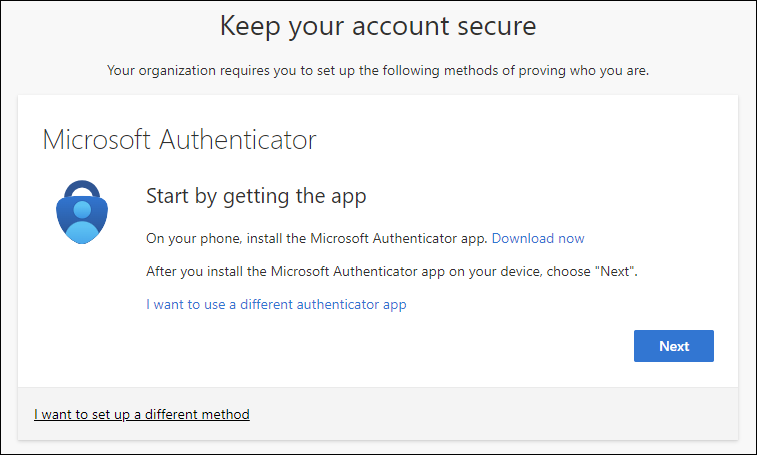 Keep your account secure
Your organization requires you to set up the following methods of proving who you are.
Microsoft Authenticator
Start by getting the app
On your phone, install the Microsoft Authenticator app. Download now
After you install the Microsoft Authenticator app on your device, choose "Next".
I want to use a different authenticator app
Next
I want to set up a different method